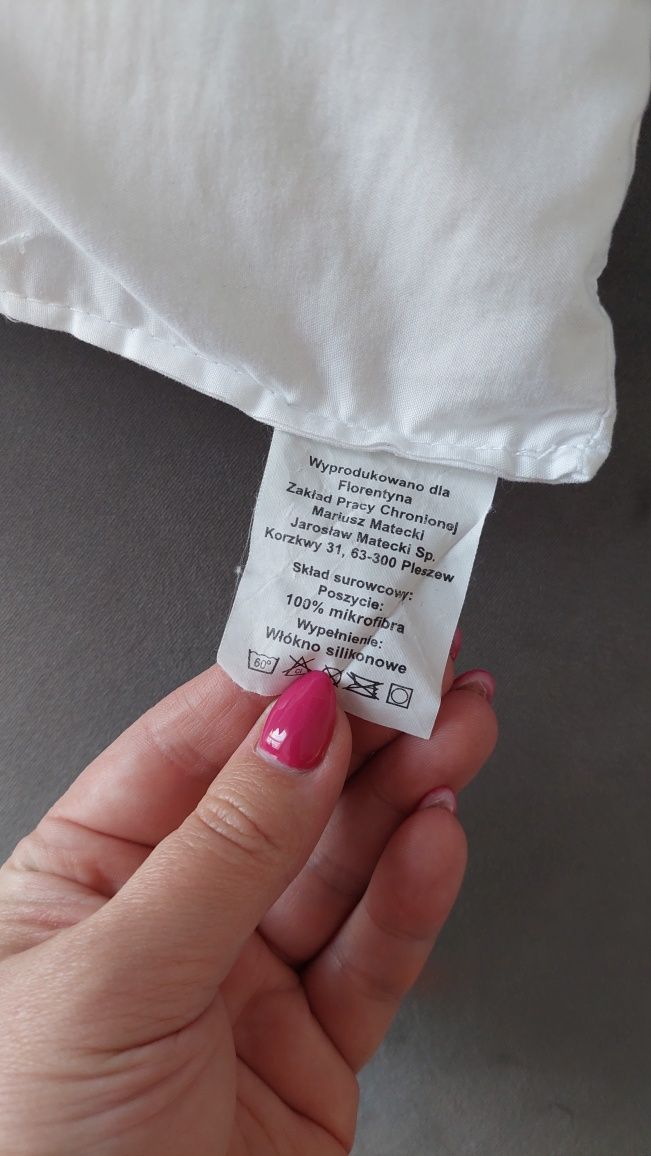 Wyprodukowano dla
Florentyna
Zakład Pracy Chronionej
Mariusz Matecki
Jarosław Matecki Sp.
Korzkwy 31, 63-300 Pleszew
Skład surowcowy:
Poszycie:
100% mikrofibra
Wypełnienie:
Włókno silikonowe
60° CL